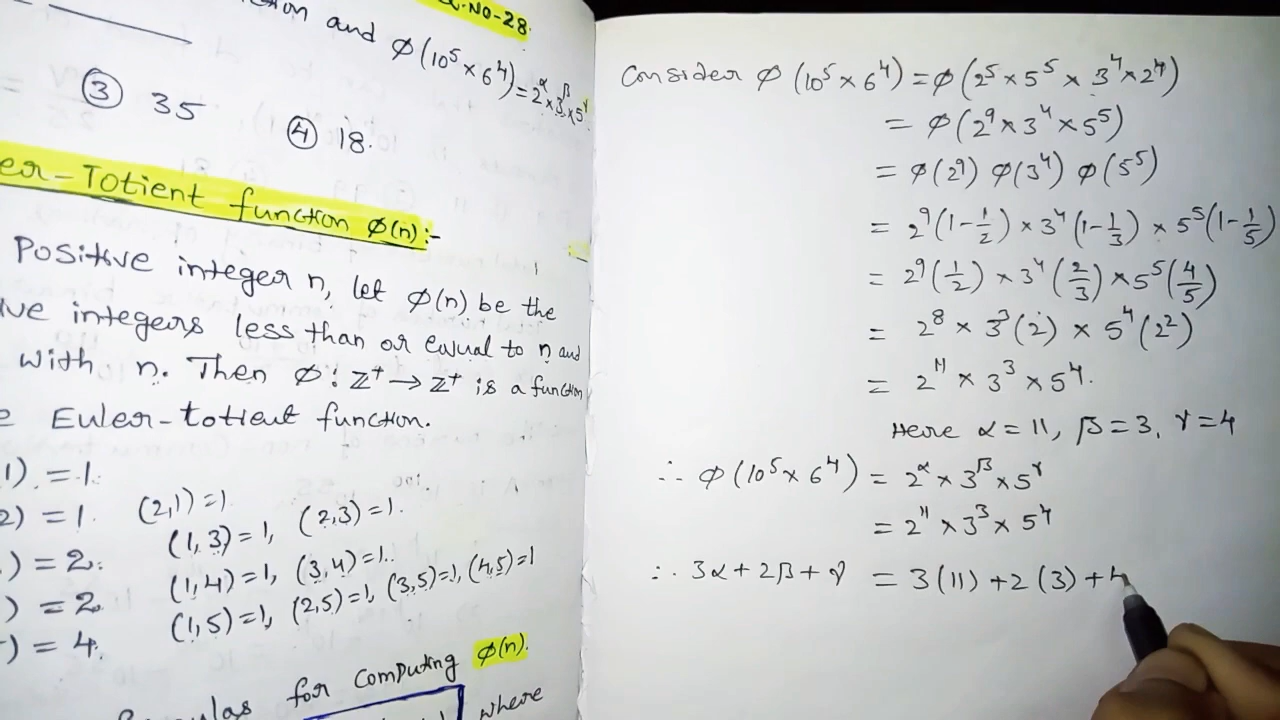 NO-28.
and φ(10⁵ × 6⁴) = 2^α × 3^β × 5^γ.
③ 35
④ 18.
er-Totient function φ(n):-
Positive integer n, let φ(n) be the
ive integers less than or equal to n and
with n. Then φ : Z⁺ → Z⁺ is a function
Euler-totient function.
1) = 1.
2) = 1. (2,1) = 1
) = 2. (1,3) = 1, (2,3) = 1.
) = 2 (1,4) = 1, (3,4) = 1.
) = 4. (1,5) = 1, (2,5) = 1, (3,5) = 1, (4,5) = 1
for Computing φ(n).
where
Consider φ(10⁵ × 6⁴) = φ(2⁵ × 5⁵ × 3⁴ × 2⁴)
= φ(2⁹ × 3⁴ × 5⁵)
= φ(2⁹) φ(3⁴) φ(5⁵)
= 2⁹(1 - 1/2) × 3⁴(1 - 1/3) × 5⁵(1 - 1/5)
= 2⁹(1/2) × 3⁴(2/3) × 5⁵(4/5)
= 2⁸ × 3³(2) × 5⁴(2²)
= 2¹¹ × 3³ × 5⁴.
Here α = 11, β = 3, γ = 4
∴ φ(10⁵ × 6⁴) = 2^α × 3^β × 5^γ
= 2¹¹ × 3³ × 5⁴
∴ 3α + 2β + γ = 3(11) + 2(3) + 4